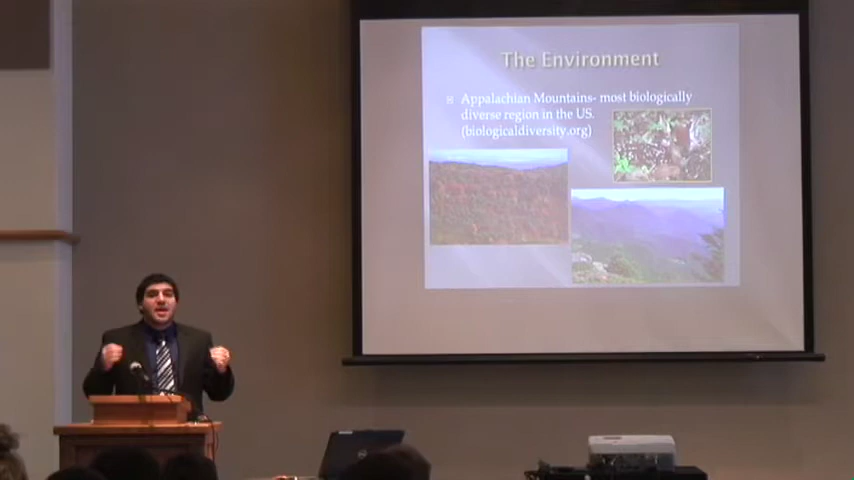 The Environment
Appalachian Mountains- most biologically
diverse region in the US.
(biologicaldiversity.org)